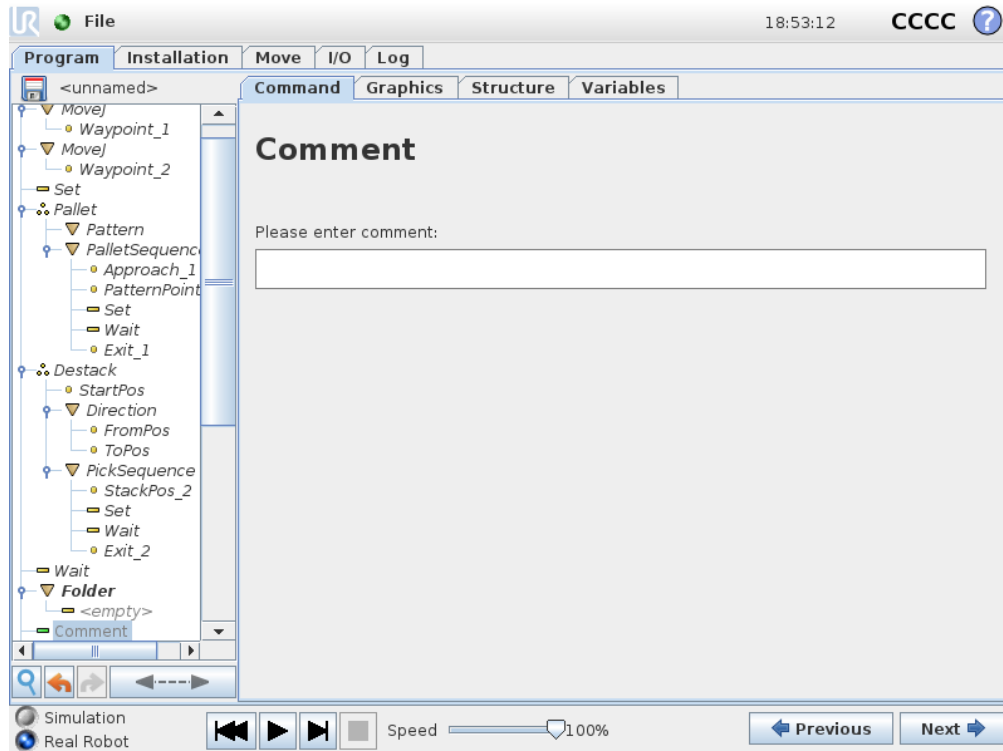 UR File 18:53:12 CCCC ?
Program Installation Move I/O Log
<unnamed> Command Graphics Structure Variables
MoveJ
Waypoint_1
MoveJ
Waypoint_2
Set
Pallet
Pattern
PalletSequenc
Approach_1
PatternPoint
Set
Wait
Exit_1
Destack
StartPos
Direction
FromPos
ToPos
PickSequence
StackPos_2
Set
Wait
Exit_2
Wait
Folder
<empty>
Comment
Comment
Please enter comment:
Simulation
Real Robot
Speed 100%
Previous Next